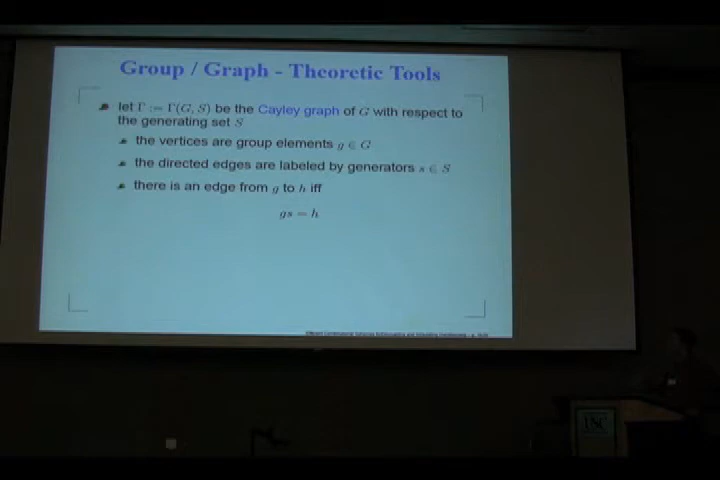 Group / Graph - Theoretic Tools
let Γ := Γ(G, S) be the Cayley graph of G with respect to
the generating set S
the vertices are group elements g ∈ G
the directed edges are labeled by generators s ∈ S
there is an edge from g to h iff
gs = h
USC